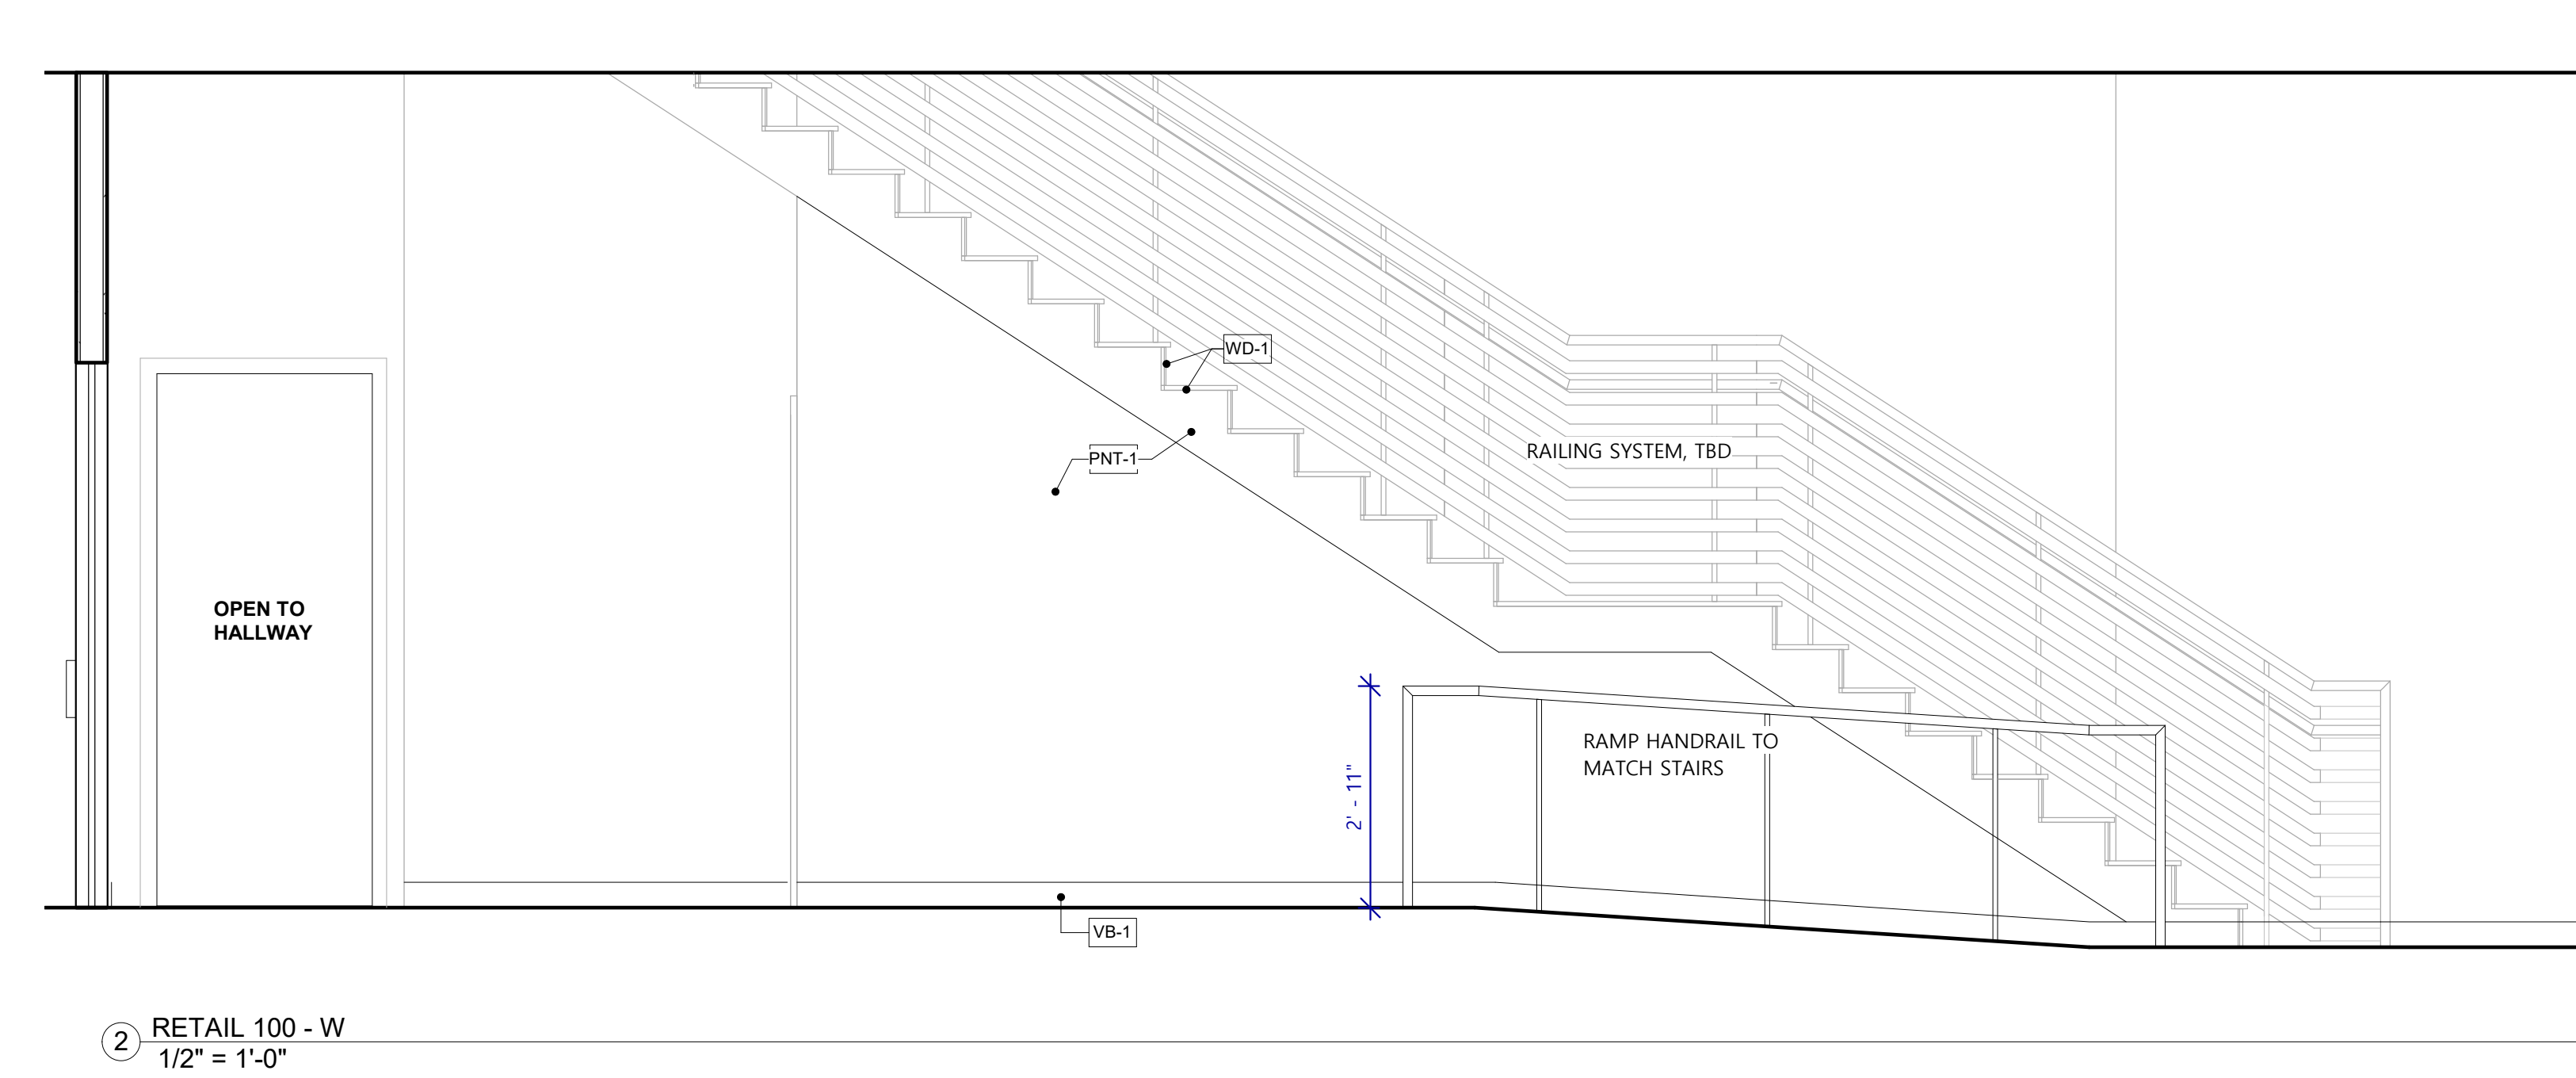 WD-1
RAILING SYSTEM, TBD
PNT-1
OPEN TO
HALLWAY
RAMP HANDRAIL TO
MATCH STAIRS
2' - 11"
VB-1
2
RETAIL 100 - W
1/2" = 1'-0"